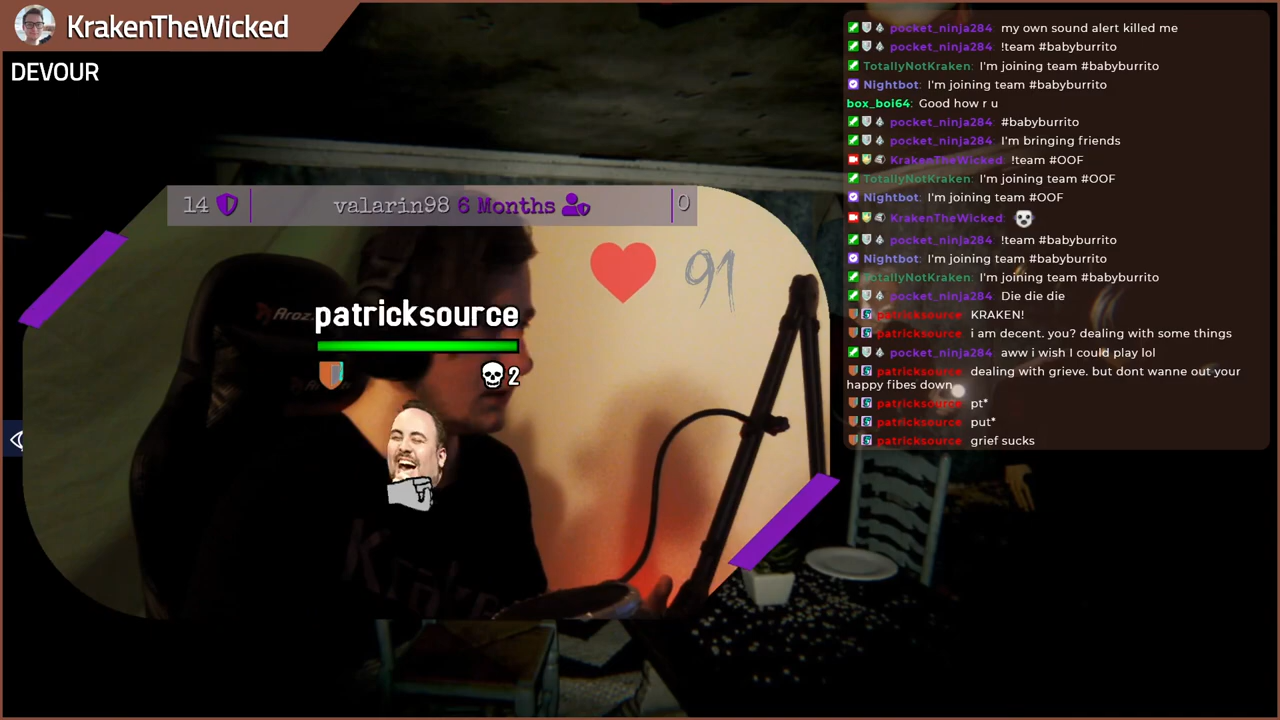 KrakenTheWicked
DEVOUR
14
valarin98 6 Months
0
91
patricksource
2
pocket_ninja284 my own sound alert killed me
pocket_ninja284 !team #babyburrito
TotallyNotKraken: I'm joining team #babyburrito
Nightbot: I'm joining team #babyburrito
box_boi64: Good how r u
pocket_ninja284 #babyburrito
pocket_ninja284 I'm bringing friends
KrakenTheWicked: !team #OOF
TotallyNotKraken: I'm joining team #OOF
Nightbot: I'm joining team #OOF
KrakenTheWicked:
pocket_ninja284 !team #babyburrito
Nightbot: I'm joining team #babyburrito
TotallyNotKraken: I'm joining team #babyburrito
pocket_ninja284 Die die die
patricksource KRAKEN!
patricksource i am decent. you? dealing with some things
pocket_ninja284 aww i wish I could play lol
patricksource dealing with grieve. but dont wanne out your
happy fibes down
patricksource pt*
patricksource put*
patricksource grief sucks